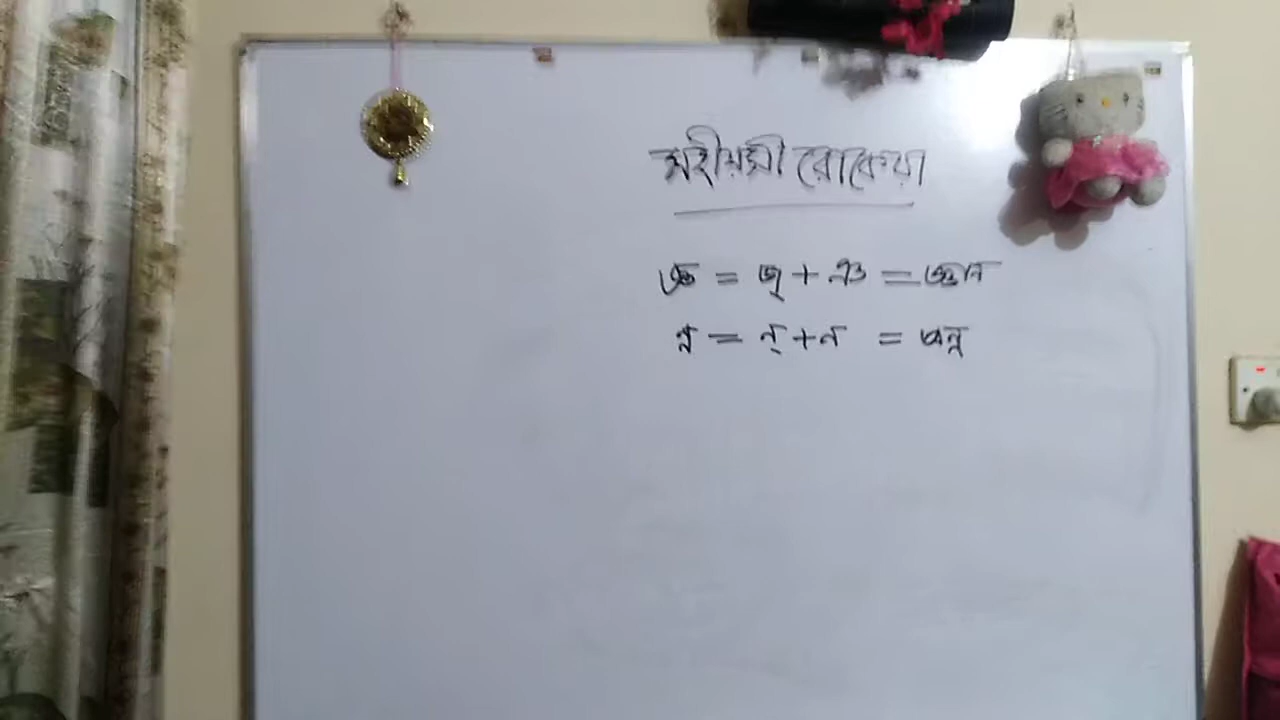 মহীয়সী রোকেয়া
জ্ঞ = জ্ + ঞ = জ্ঞান
ন্ন = ন্ + ন = অন্ন